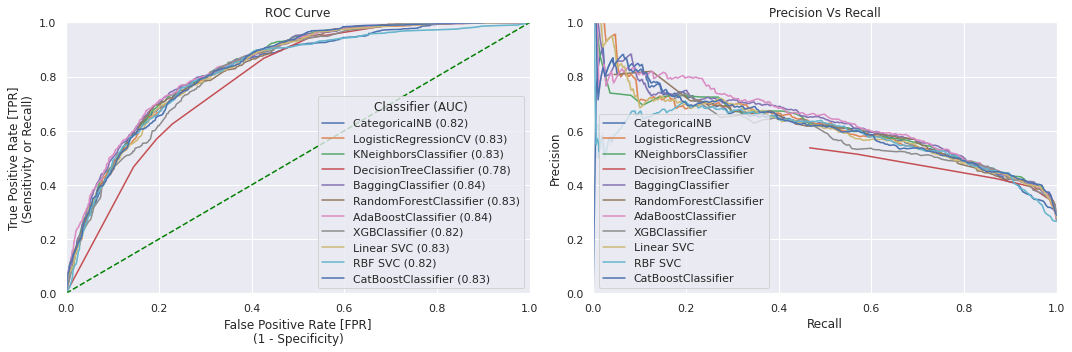 ROC Curve
1.0
0.8
0.6
0.4
0.2
0.0
True Positive Rate [TPR]
(Sensitivity or Recall)
Classifier (AUC)
CategoricalNB (0.82)
LogisticRegressionCV (0.83)
KNeighborsClassifier (0.83)
DecisionTreeClassifier (0.78)
BaggingClassifier (0.84)
RandomForestClassifier (0.83)
AdaBoostClassifier (0.84)
XGBClassifier (0.82)
Linear SVC (0.83)
RBF SVC (0.82)
CatBoostClassifier (0.83)
0.0 0.2 0.4 0.6 0.8 1.0
False Positive Rate [FPR]
(1 - Specificity)
Precision Vs Recall
1.0
0.8
0.6
0.4
0.2
0.0
Precision
CategoricalNB
LogisticRegressionCV
KNeighborsClassifier
DecisionTreeClassifier
BaggingClassifier
RandomForestClassifier
AdaBoostClassifier
XGBClassifier
Linear SVC
RBF SVC
CatBoostClassifier
0.0 0.2 0.4 0.6 0.8 1.0
Recall